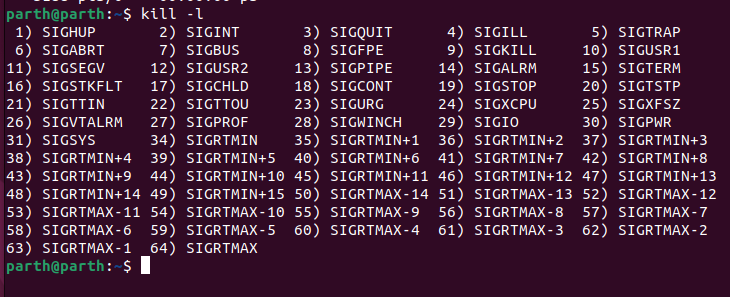 parth@parth:~$ kill -l
1) SIGHUP 2) SIGINT 3) SIGQUIT 4) SIGILL 5) SIGTRAP
6) SIGABRT 7) SIGBUS 8) SIGFPE 9) SIGKILL 10) SIGUSR1
11) SIGSEGV 12) SIGUSR2 13) SIGPIPE 14) SIGALRM 15) SIGTERM
16) SIGSTKFLT 17) SIGCHLD 18) SIGCONT 19) SIGSTOP 20) SIGTSTP
21) SIGTTIN 22) SIGTTOU 23) SIGURG 24) SIGXCPU 25) SIGXFSZ
26) SIGVTALRM 27) SIGPROF 28) SIGWINCH 29) SIGIO 30) SIGPWR
31) SIGSYS 34) SIGRTMIN 35) SIGRTMIN+1 36) SIGRTMIN+2 37) SIGRTMIN+3
38) SIGRTMIN+4 39) SIGRTMIN+5 40) SIGRTMIN+6 41) SIGRTMIN+7 42) SIGRTMIN+8
43) SIGRTMIN+9 44) SIGRTMIN+10 45) SIGRTMIN+11 46) SIGRTMIN+12 47) SIGRTMIN+13
48) SIGRTMIN+14 49) SIGRTMIN+15 50) SIGRTMAX-14 51) SIGRTMAX-13 52) SIGRTMAX-12
53) SIGRTMAX-11 54) SIGRTMAX-10 55) SIGRTMAX-9 56) SIGRTMAX-8 57) SIGRTMAX-7
58) SIGRTMAX-6 59) SIGRTMAX-5 60) SIGRTMAX-4 61) SIGRTMAX-3 62) SIGRTMAX-2
63) SIGRTMAX-1 64) SIGRTMAX
parth@parth:~$